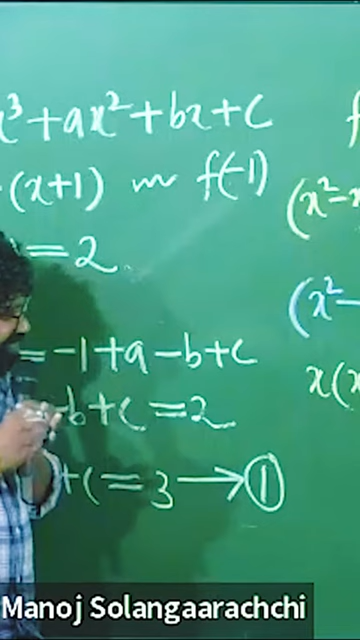 x³+ax²+bx+c
(x+1) m f(-1)
=2
=-1+a-b+c
-b+c=2
+c=3→①
f
(x²-x
(x²-
x(x
Manoj Solangaarachchi